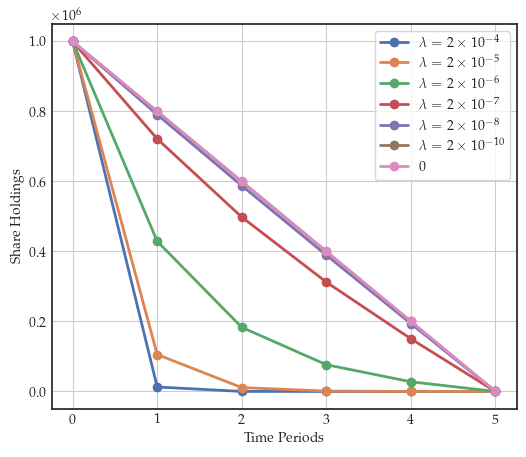 ×10⁶
1.0
0.8
0.6
0.4
0.2
0.0
Share Holdings
0 1 2 3 4 5
Time Periods
λ = 2 × 10⁻⁴
λ = 2 × 10⁻⁵
λ = 2 × 10⁻⁶
λ = 2 × 10⁻⁷
λ = 2 × 10⁻⁸
λ = 2 × 10⁻¹⁰
0